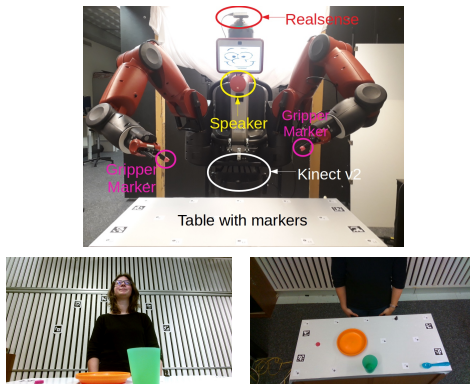 Realsense
Speaker
Gripper
Marker
Gripper
Marker
Kinect v2
Table with markers